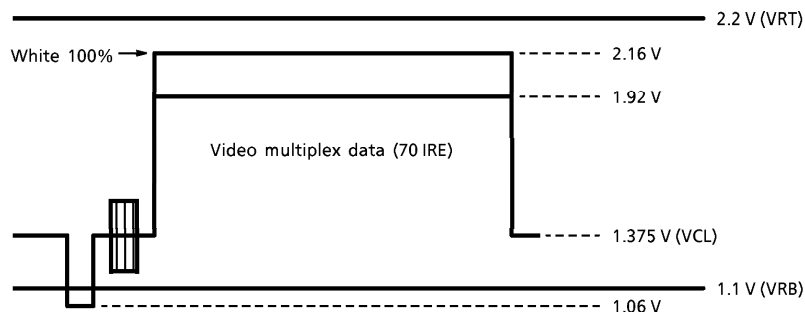 2.2 V (VRT)
White 100%
2.16 V
1.92 V
Video multiplex data (70 IRE)
1.375 V (VCL)
1.1 V (VRB)
1.06 V